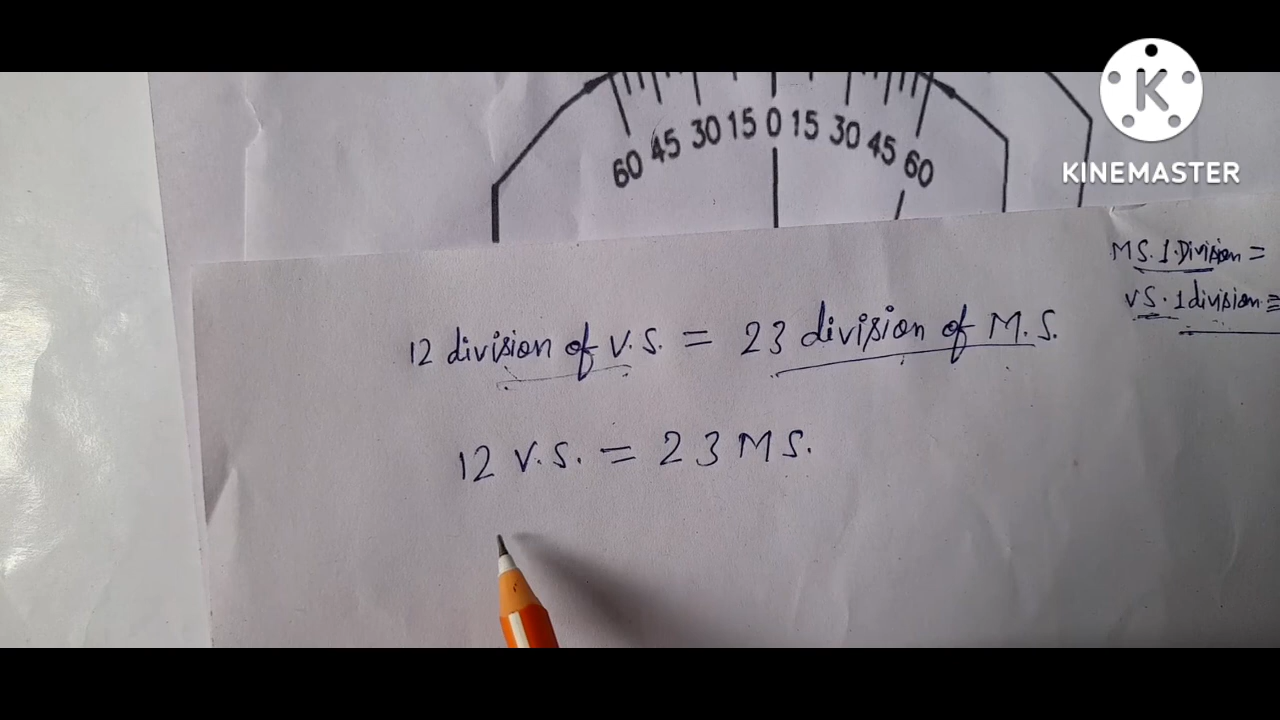 K
KINEMASTER
60 45 30 15 0 15 30 45 60
MS. 1 Division =
VS. 1 division =
12 division of V.S. = 23 division of M.S.
12 V.S. = 23 M S.